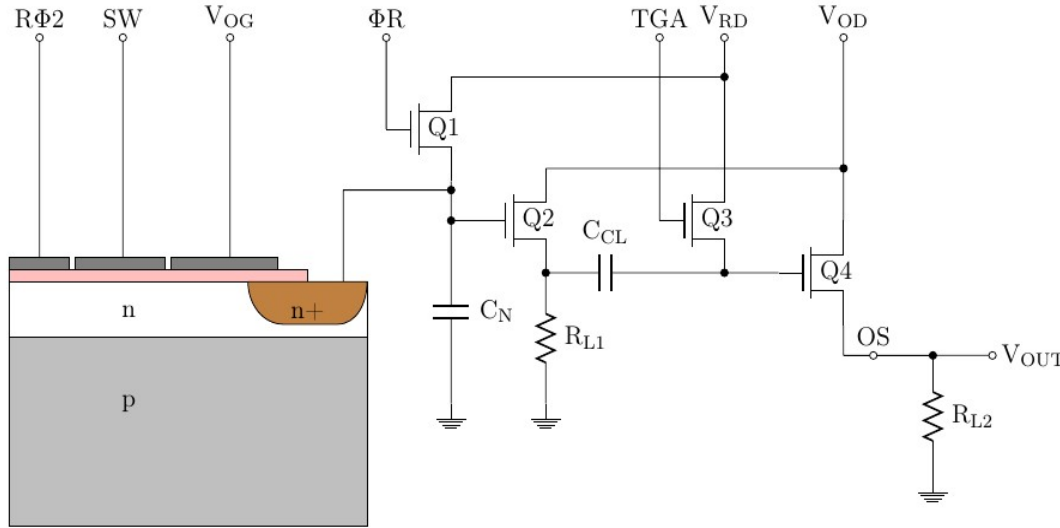 RΦ2 SW V_OG ΦR TGA V_RD V_OD
Q1
Q2 Q3
C_CL Q4
n n+ C_N
R_L1 OS V_OUT
p
R_L2